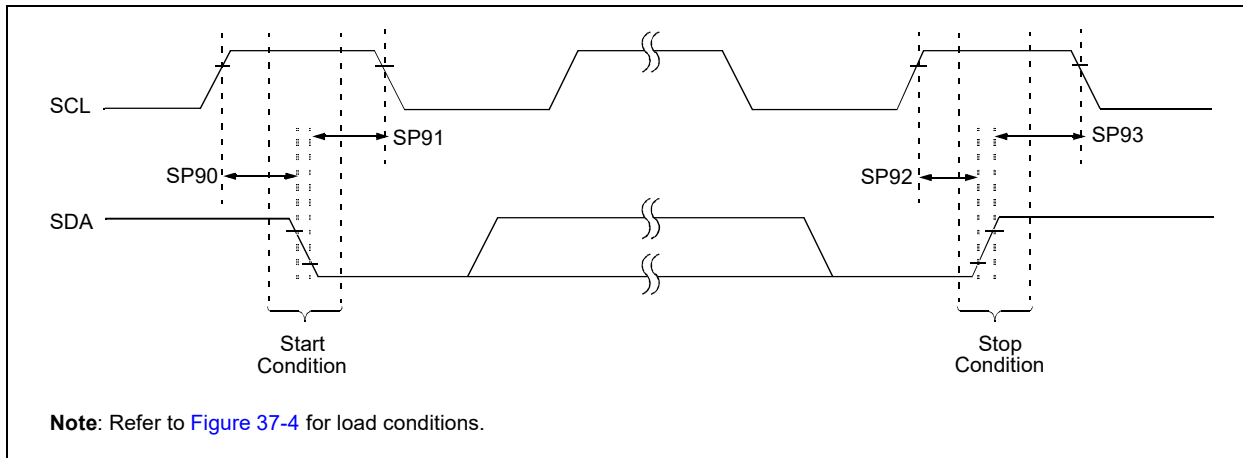 SCL
SP91
SP93
SP90
SP92
SDA
Start
Condition
Stop
Condition
Note: Refer to Figure 37-4 for load conditions.